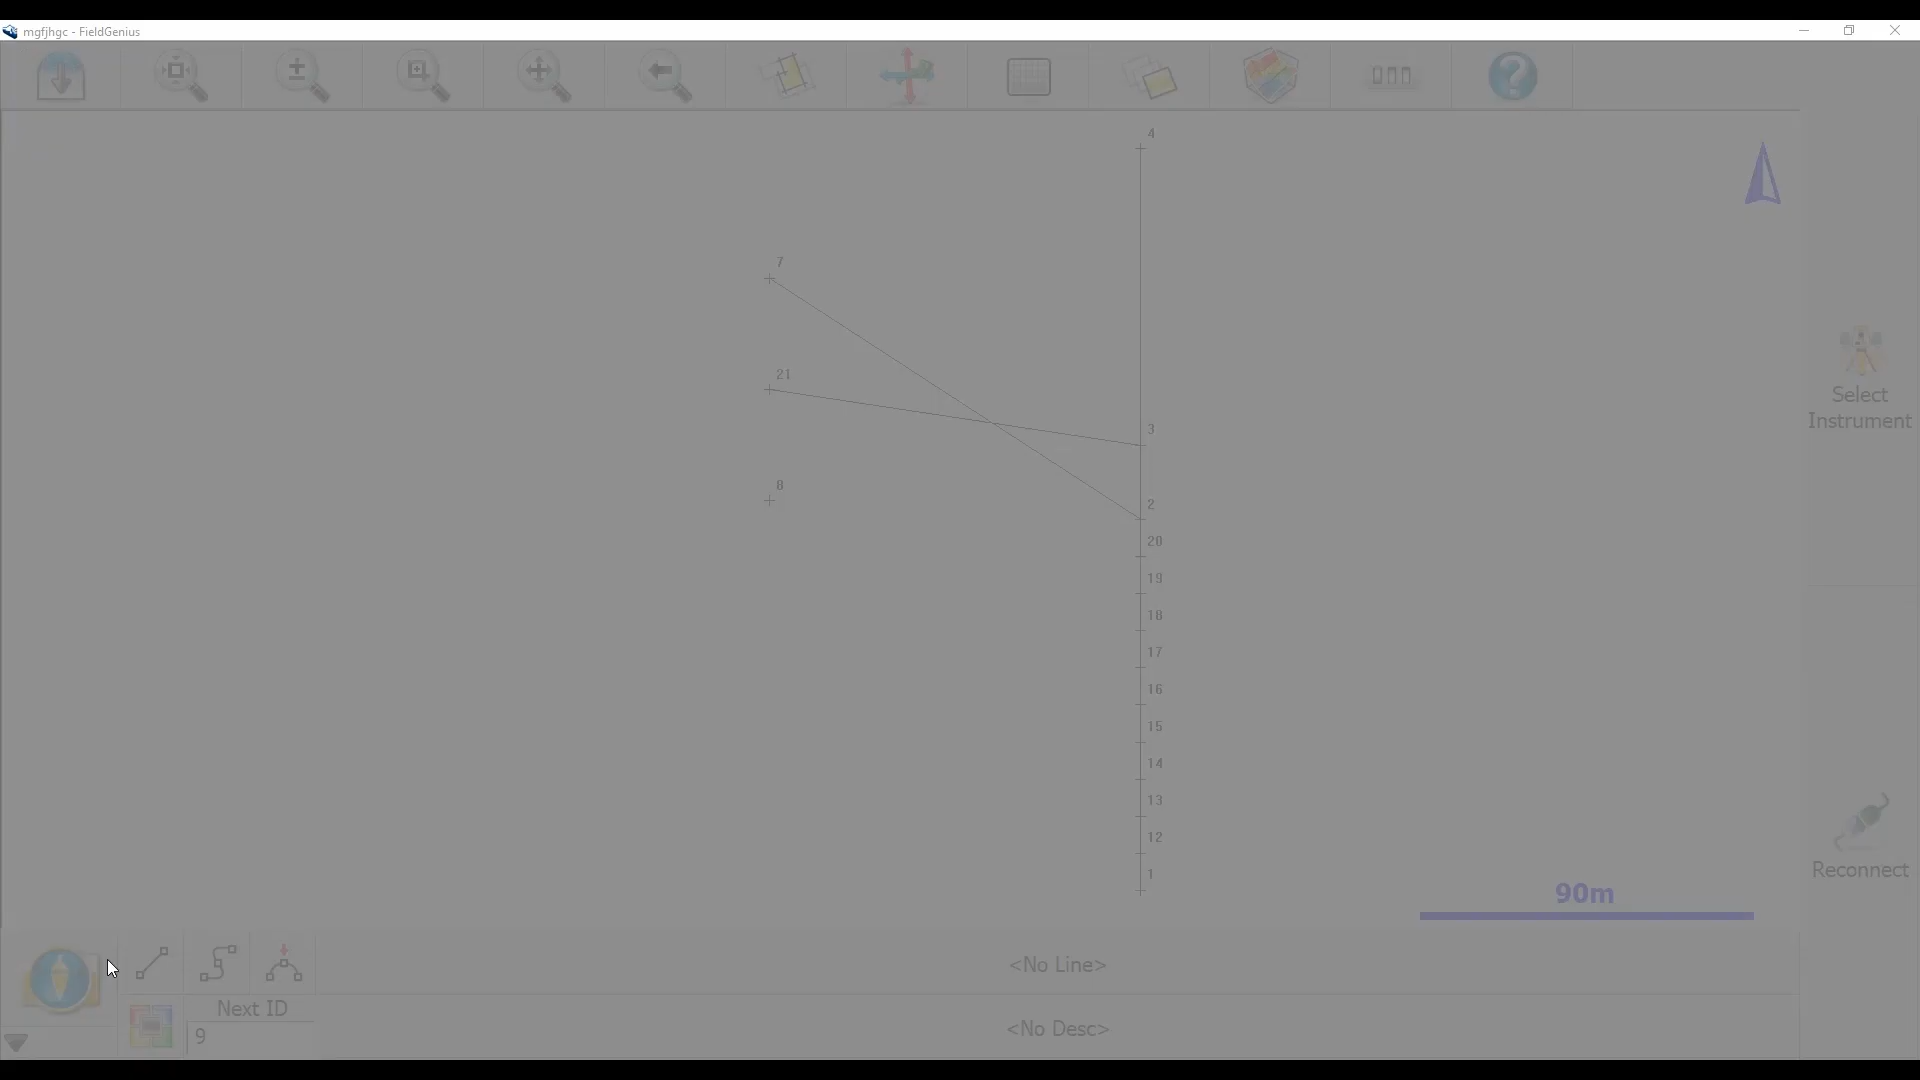 mgfjhgc - FieldGenius
4
7
21
3
8
2
20
19
18
17
16
15
14
13
12
1
Select
Instrument
Reconnect
90m
<No Line>
Next ID
9
<No Desc>